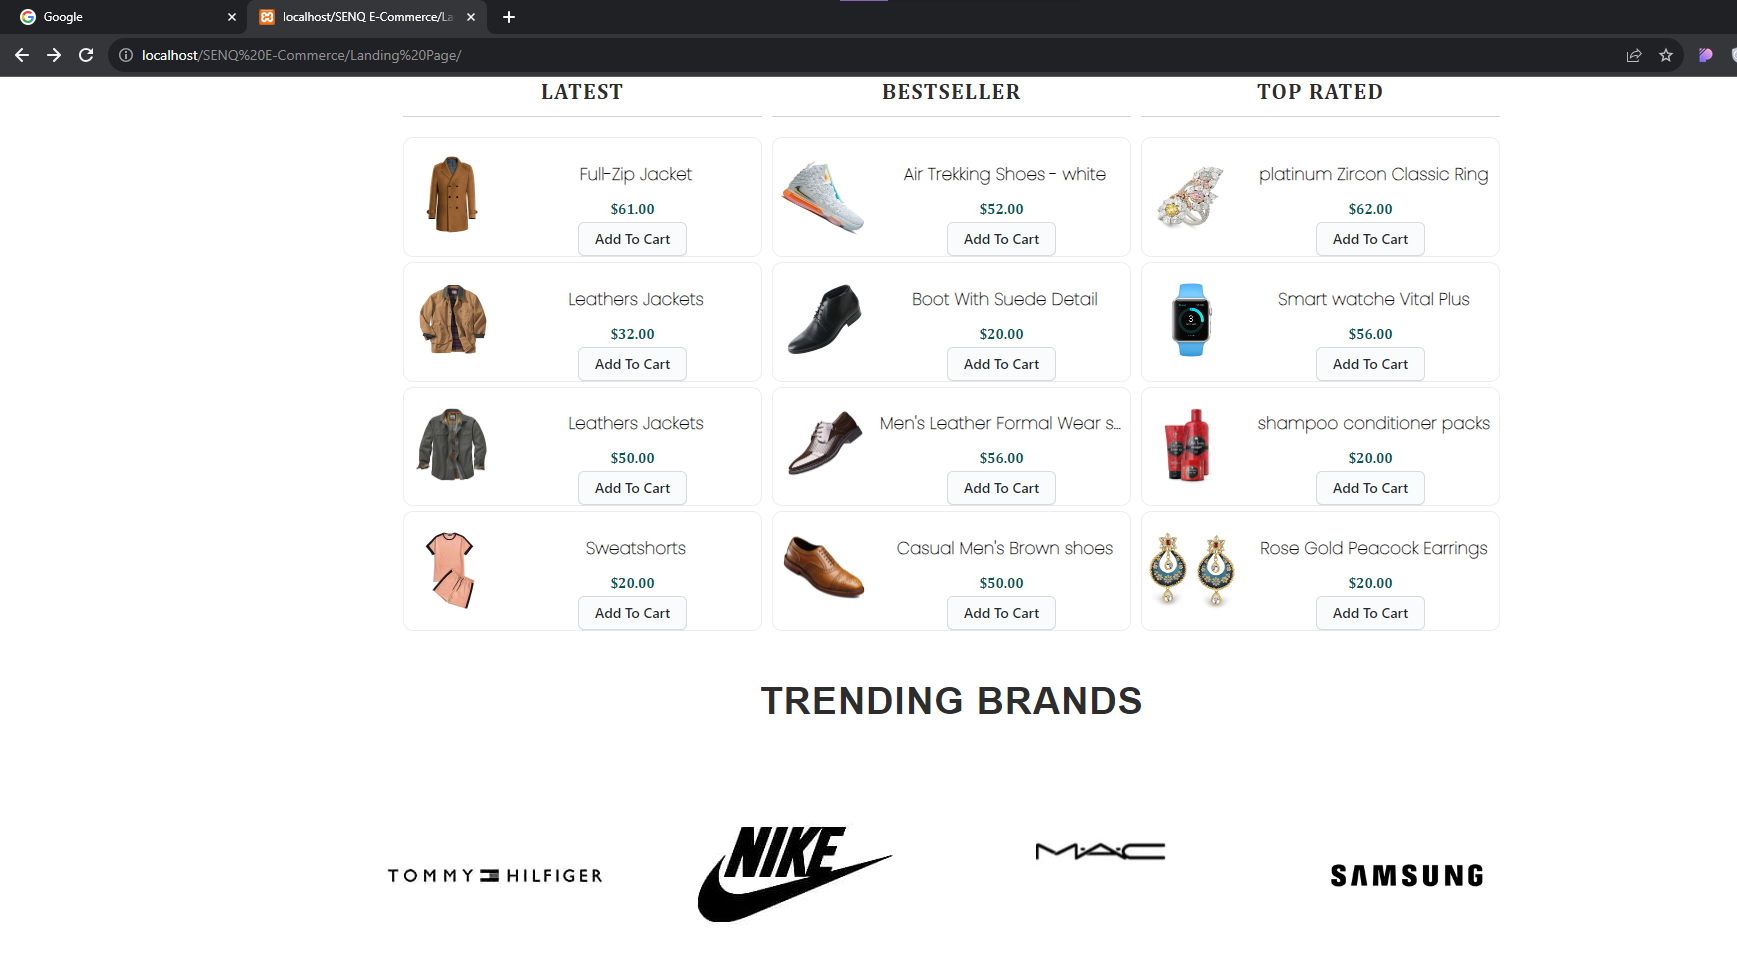 Google
localhost/SENQ E-Commerce/La
localhost/SENQ%20E-Commerce/Landing%20Page/
LATEST
BESTSELLER
TOP RATED
Full-Zip Jacket
Air Trekking Shoes - white
platinum Zircon Classic Ring
$61.00
$52.00
$62.00
Add To Cart
Add To Cart
Add To Cart
Leathers Jackets
Boot With Suede Detail
Smart watche Vital Plus
$32.00
$20.00
$56.00
Add To Cart
Add To Cart
Add To Cart
Leathers Jackets
Men's Leather Formal Wear s...
shampoo conditioner packs
$50.00
$56.00
$20.00
Add To Cart
Add To Cart
Add To Cart
Sweatshorts
Casual Men's Brown shoes
Rose Gold Peacock Earrings
$20.00
$50.00
$20.00
Add To Cart
Add To Cart
Add To Cart
TRENDING BRANDS
TOMMY HILFIGER
NIKE
M·A·C
SAMSUNG